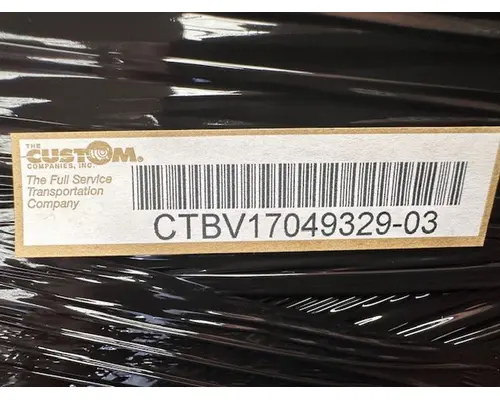 THE
CUSTOM.
COMPANIES, INC.
The Full Service
Transportation
Company
CTBV17049329-03